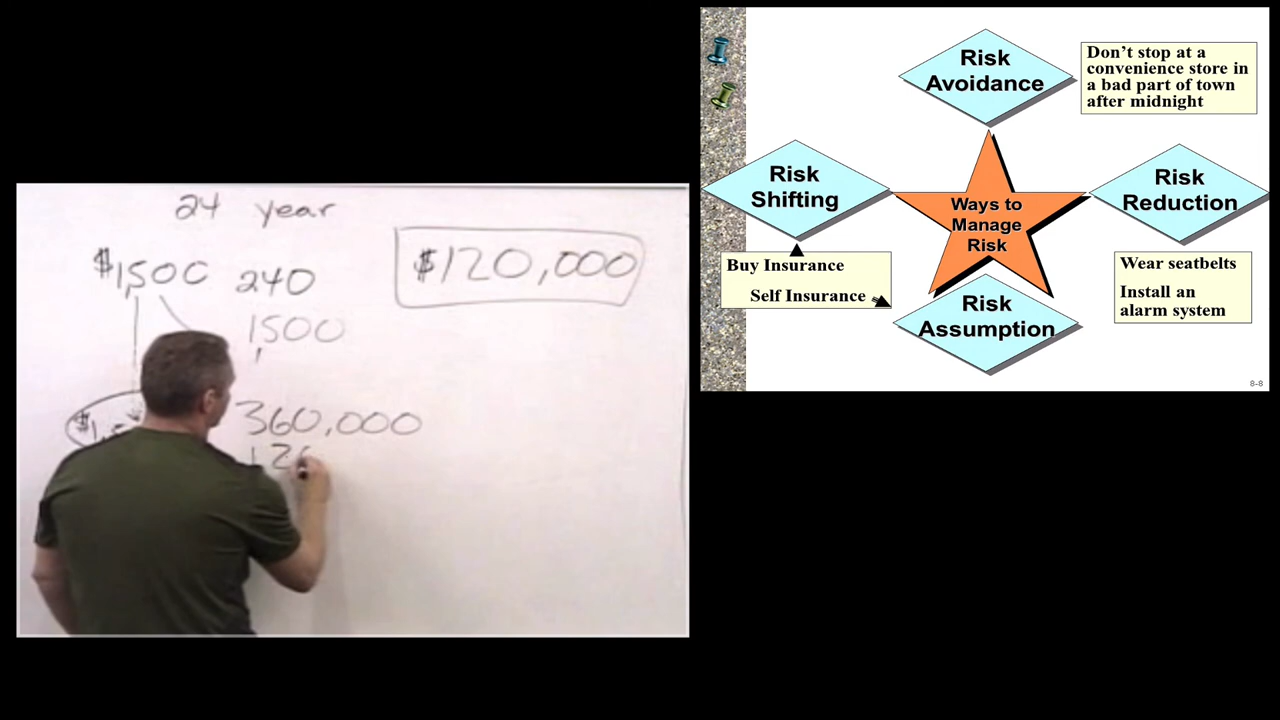 24 year
$1,500 240
$120,000
1500
360,000
Risk
Avoidance
Don't stop at a
convenience store in
a bad part of town
after midnight
Risk
Shifting
Ways to
Manage
Risk
Risk
Reduction
Buy Insurance
Self Insurance
Wear seatbelts
Install an
alarm system
Risk
Assumption
8-8